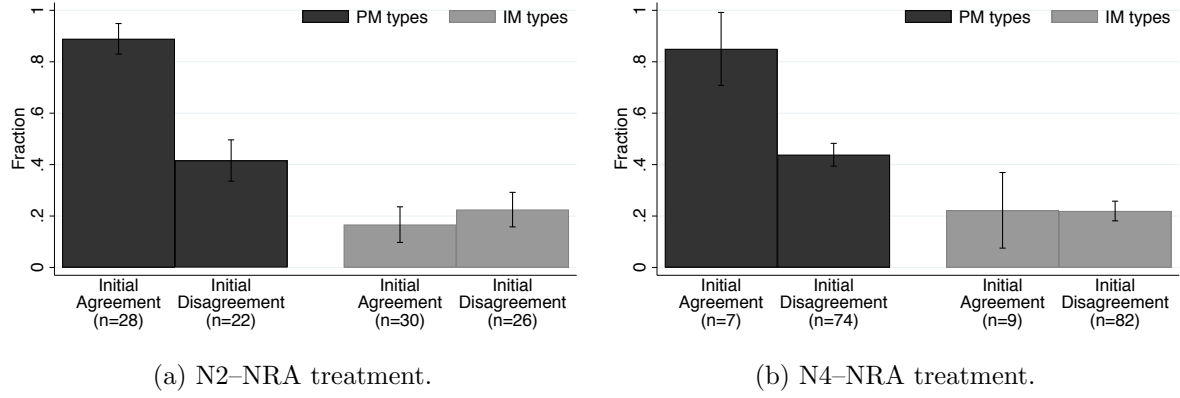 PM types IM types
1
.8
.6
.4
.2
0
Fraction
Initial Agreement (n=28)
Initial Disagreement (n=22)
Initial Agreement (n=30)
Initial Disagreement (n=26)
(a) N2–NRA treatment.
PM types IM types
1
.8
.6
.4
.2
0
Fraction
Initial Agreement (n=7)
Initial Disagreement (n=74)
Initial Agreement (n=9)
Initial Disagreement (n=82)
(b) N4–NRA treatment.